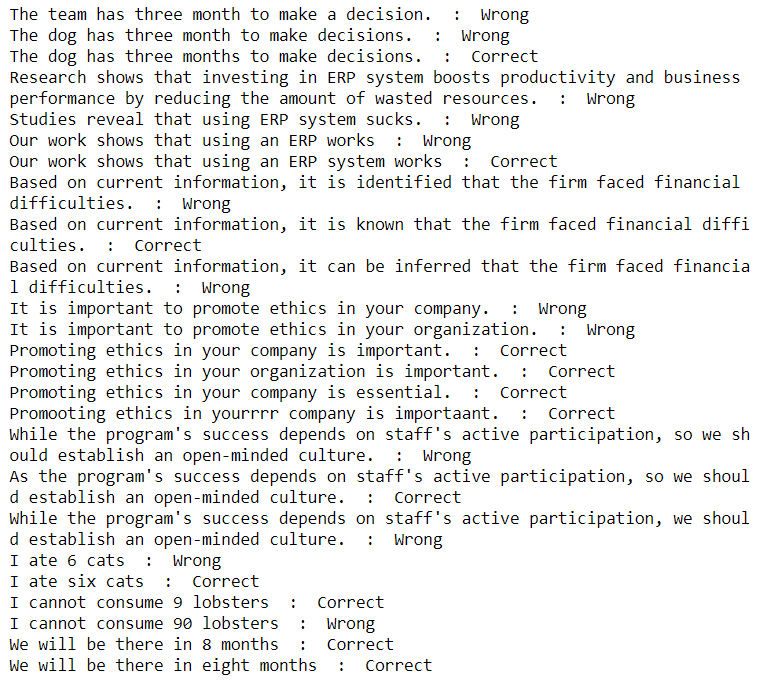 The team has three month to make a decision.  :  Wrong
The dog has three month to make decisions.  :  Wrong
The dog has three months to make decisions.  :  Correct
Research shows that investing in ERP system boosts productivity and business
performance by reducing the amount of wasted resources.  :  Wrong
Studies reveal that using ERP system sucks.  :  Wrong
Our work shows that using an ERP works  :  Wrong
Our work shows that using an ERP system works  :  Correct
Based on current information, it is identified that the firm faced financial
difficulties.  :  Wrong
Based on current information, it is known that the firm faced financial diffi
culties.  :  Correct
Based on current information, it can be inferred that the firm faced financia
l difficulties.  :  Wrong
It is important to promote ethics in your company.  :  Wrong
It is important to promote ethics in your organization.  :  Wrong
Promoting ethics in your company is important.  :  Correct
Promoting ethics in your organization is important.  :  Correct
Promoting ethics in your company is essential.  :  Correct
Promooting ethics in yourrrr company is importaant.  :  Correct
While the program's success depends on staff's active participation, so we sh
ould establish an open-minded culture.  :  Wrong
As the program's success depends on staff's active participation, so we shoul
d establish an open-minded culture.  :  Correct
While the program's success depends on staff's active participation, we shoul
d establish an open-minded culture.  :  Wrong
I ate 6 cats  :  Wrong
I ate six cats  :  Correct
I cannot consume 9 lobsters  :  Correct
I cannot consume 90 lobsters  :  Wrong
We will be there in 8 months  :  Correct
We will be there in eight months  :  Correct